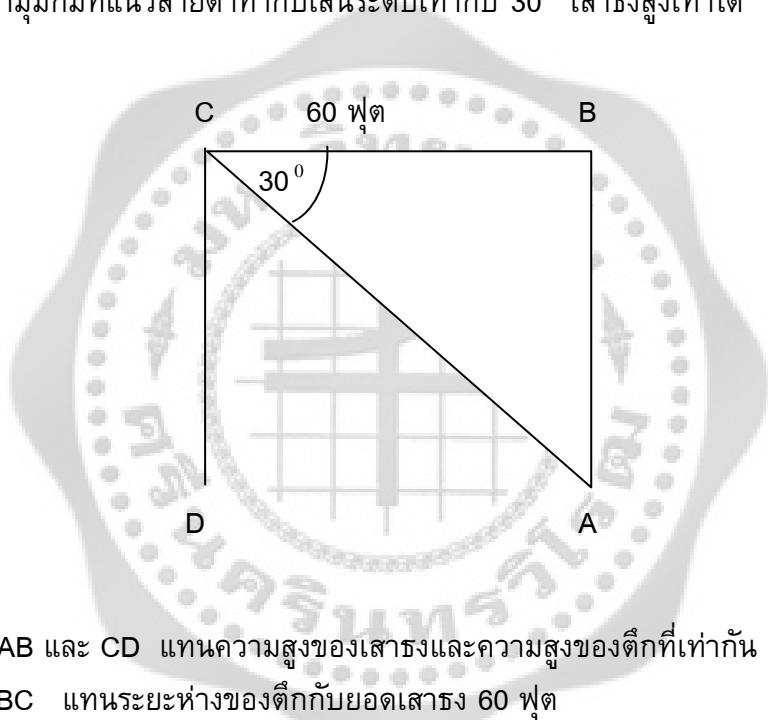 ามุมก้มที่แนวสายตาทำกับเส้นระดับเท่ากับ 30 เสาธงสูงเท่าใด
C 60 ฟุต B
30⁰
D A
AB และ CD แทนความสูงของเสาธงและความสูงของตึกที่เท่ากัน
BC แทนระยะห่างของตึกกับยอดเสาธง 60 ฟุต